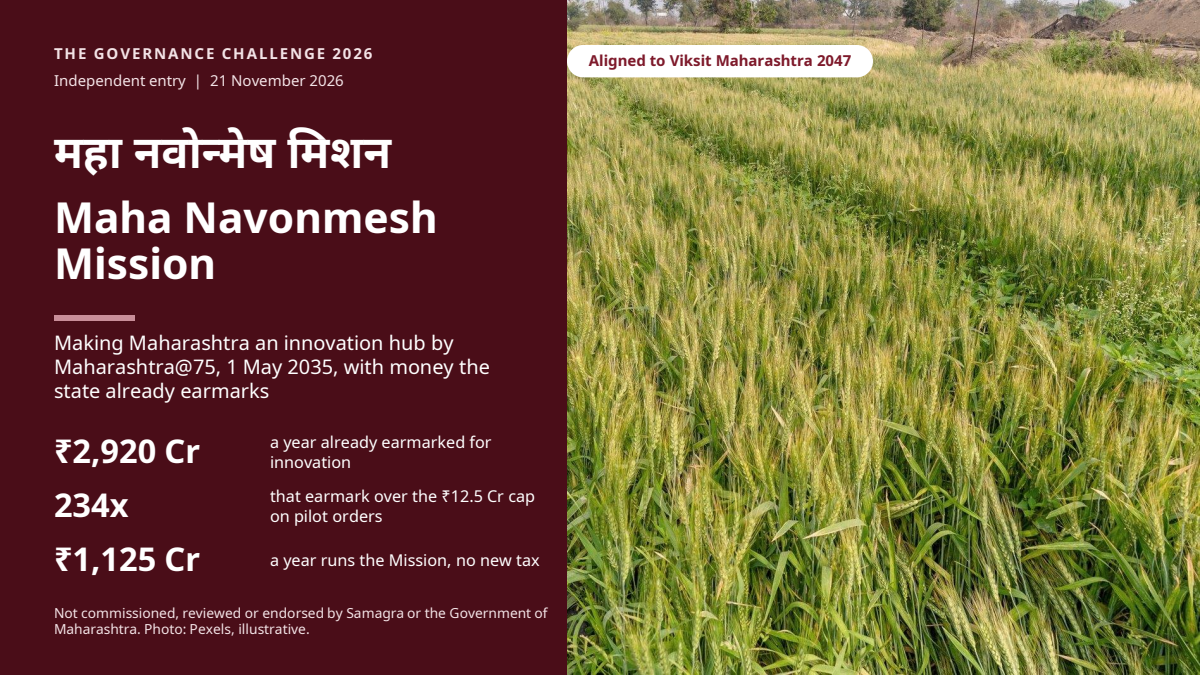 THE GOVERNANCE CHALLENGE 2026
Independent entry | 21 November 2026
Aligned to Viksit Maharashtra 2047
महा नवोन्मेष मिशन
Maha Navonmesh
Mission
Making Maharashtra an innovation hub by
Maharashtra@75, 1 May 2035, with money the
state already earmarks
₹2,920 Cr
a year already earmarked for
innovation
234x
that earmark over the ₹12.5 Cr cap
on pilot orders
₹1,125 Cr
a year runs the Mission, no new tax
Not commissioned, reviewed or endorsed by Samagra or the Government of
Maharashtra. Photo: Pexels, illustrative.